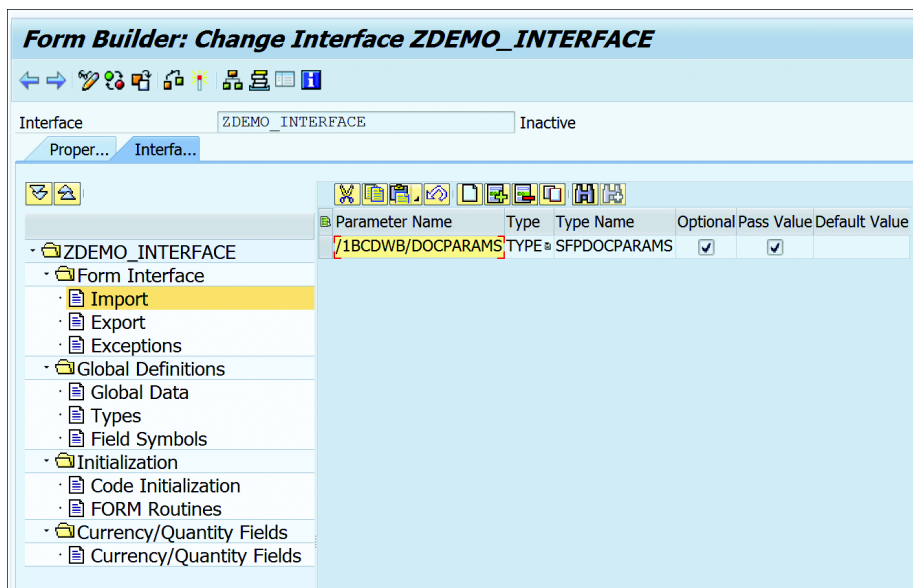 Form Builder: Change Interface ZDEMO_INTERFACE
Interface ZDEMO_INTERFACE Inactive
Proper... Interfa...
Parameter Name Type Type Name Optional Pass Value Default Value
/1BCDWB/DOCPARAMS TYPE SFPDOCPARAMS
ZDEMO_INTERFACE
Form Interface
Import
Export
Exceptions
Global Definitions
Global Data
Types
Field Symbols
Initialization
Code Initialization
FORM Routines
Currency/Quantity Fields
Currency/Quantity Fields